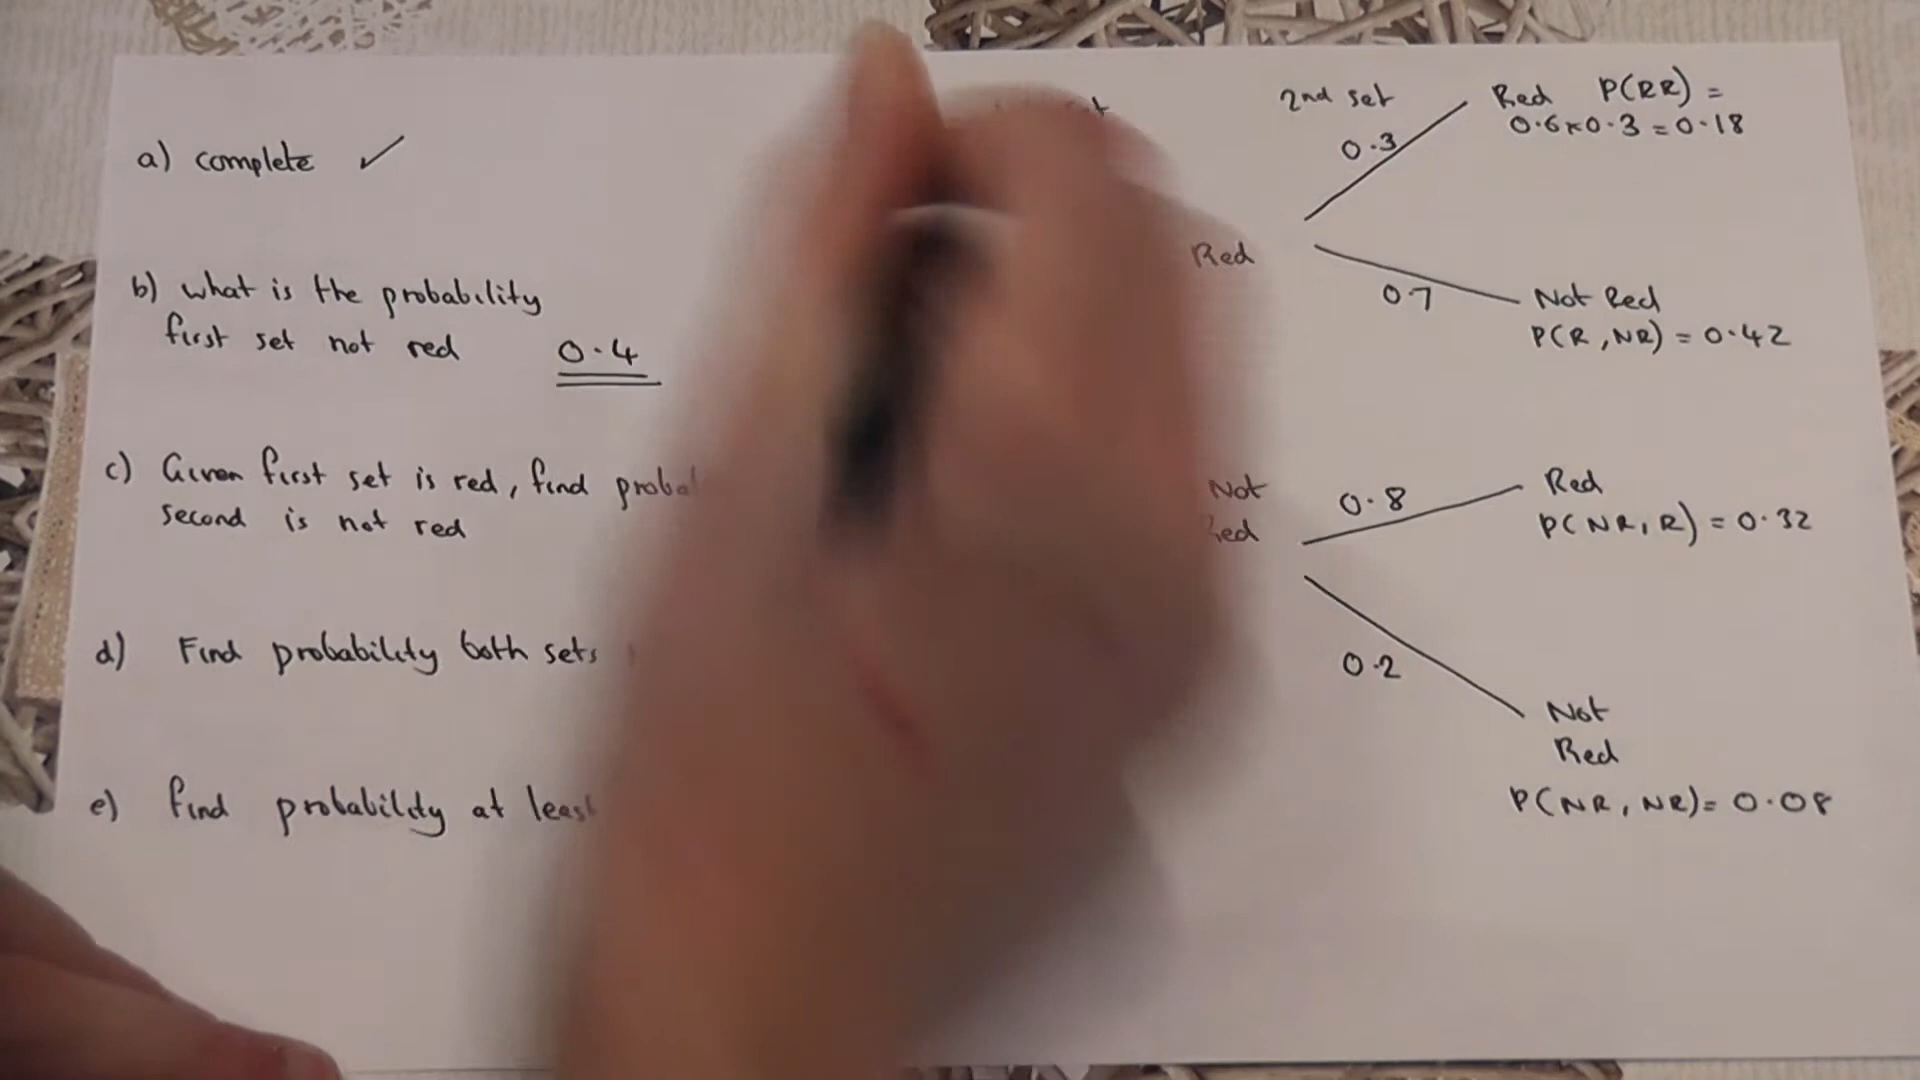 a) complete ✓
b) what is the probability
first set not red 0.4
c) Given first set is red, find
second is not red
d) Find probability both sets
e) find probability at
2nd set
0.3
Red P(RR) =
0.6x0.3 = 0.18
Red
0.7
Not Red
P(R,NR) = 0.42
Not
Red
0.8
Red
P(NR,R) = 0.32
0.2
Not
Red
P(NR,NR) = 0.08